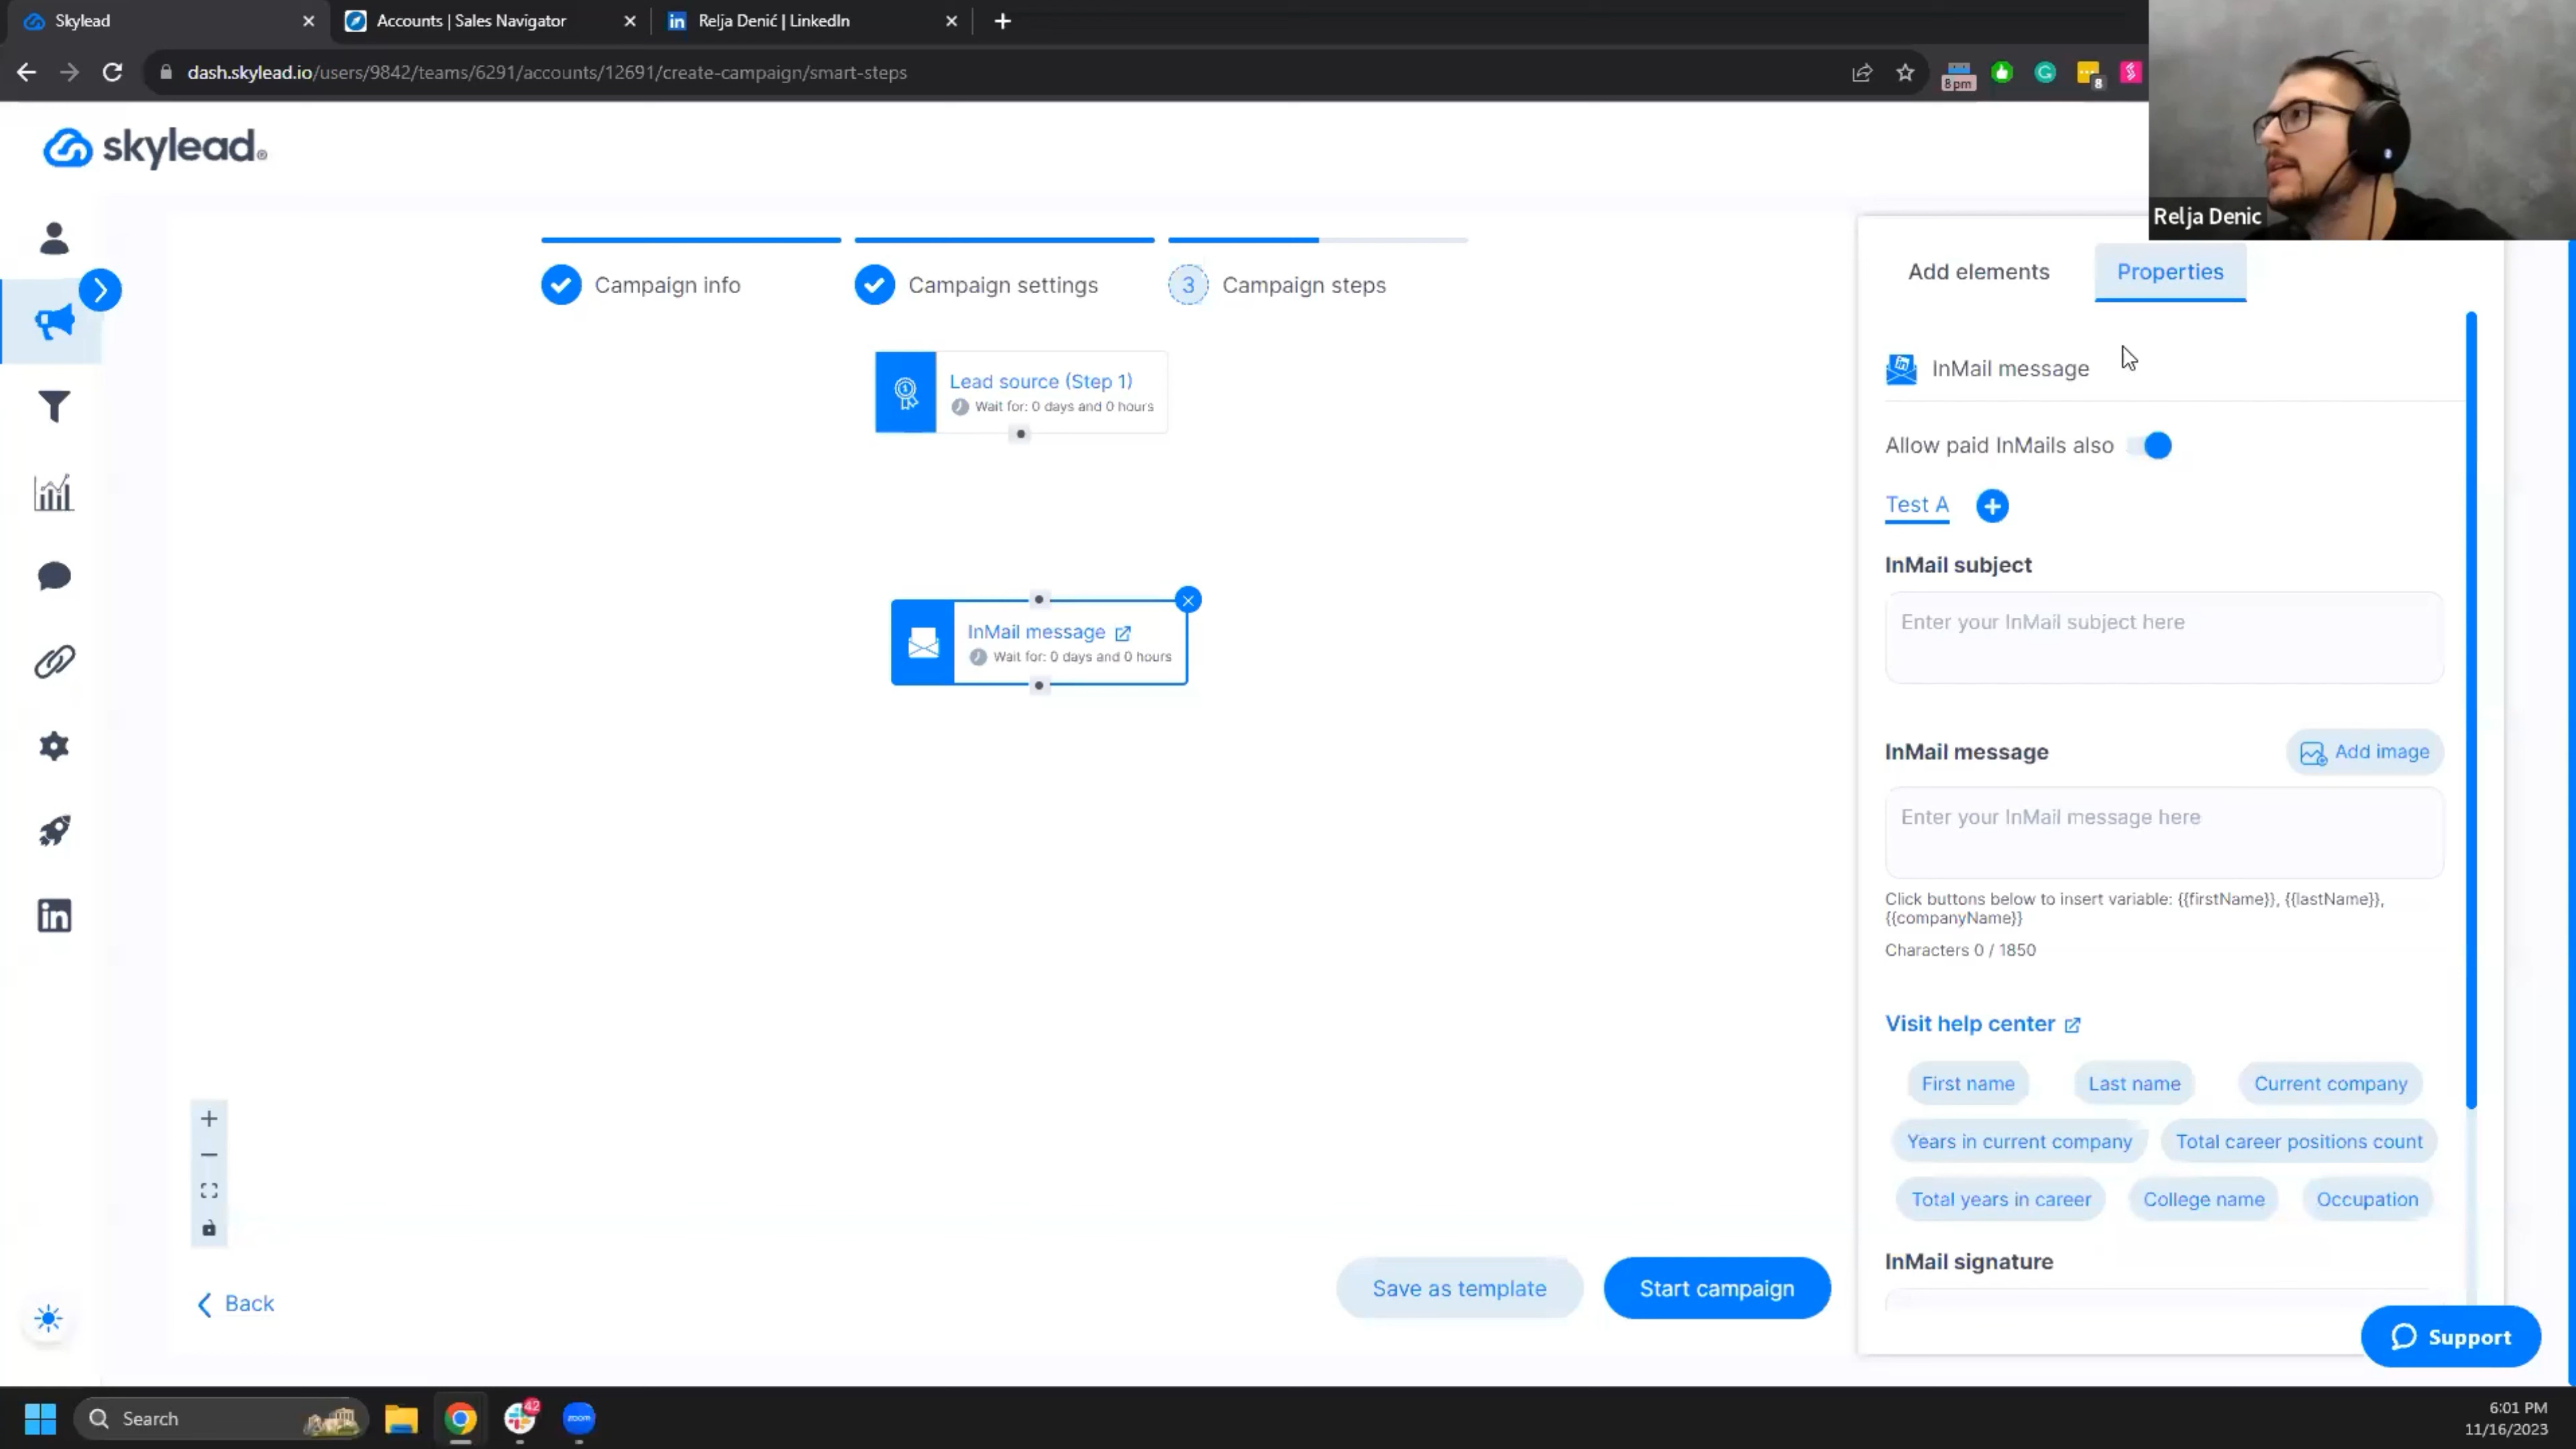 Skylead
Accounts | Sales Navigator
Relja Denić | LinkedIn
dash.skylead.io/users/9842/teams/6291/accounts/12691/create-campaign/smart-steps
8pm
8
Relja Denic
skylead®
Campaign info
Campaign settings
3 Campaign steps
Add elements
Properties
Lead source (Step 1)
Wait for: 0 days and 0 hours
InMail message
Wait for: 0 days and 0 hours
InMail message
Allow paid InMails also
Test A
InMail subject
Enter your InMail subject here
InMail message
Add image
Enter your InMail message here
Click buttons below to insert variable: {{firstName}}, {{lastName}},
{{companyName}}
Characters 0 / 1850
Visit help center
First name
Last name
Current company
Years in current company
Total career positions count
Total years in career
College name
Occupation
InMail signature
Back
Save as template
Start campaign
Support
Search
42
zoom
6:01 PM
11/16/2023